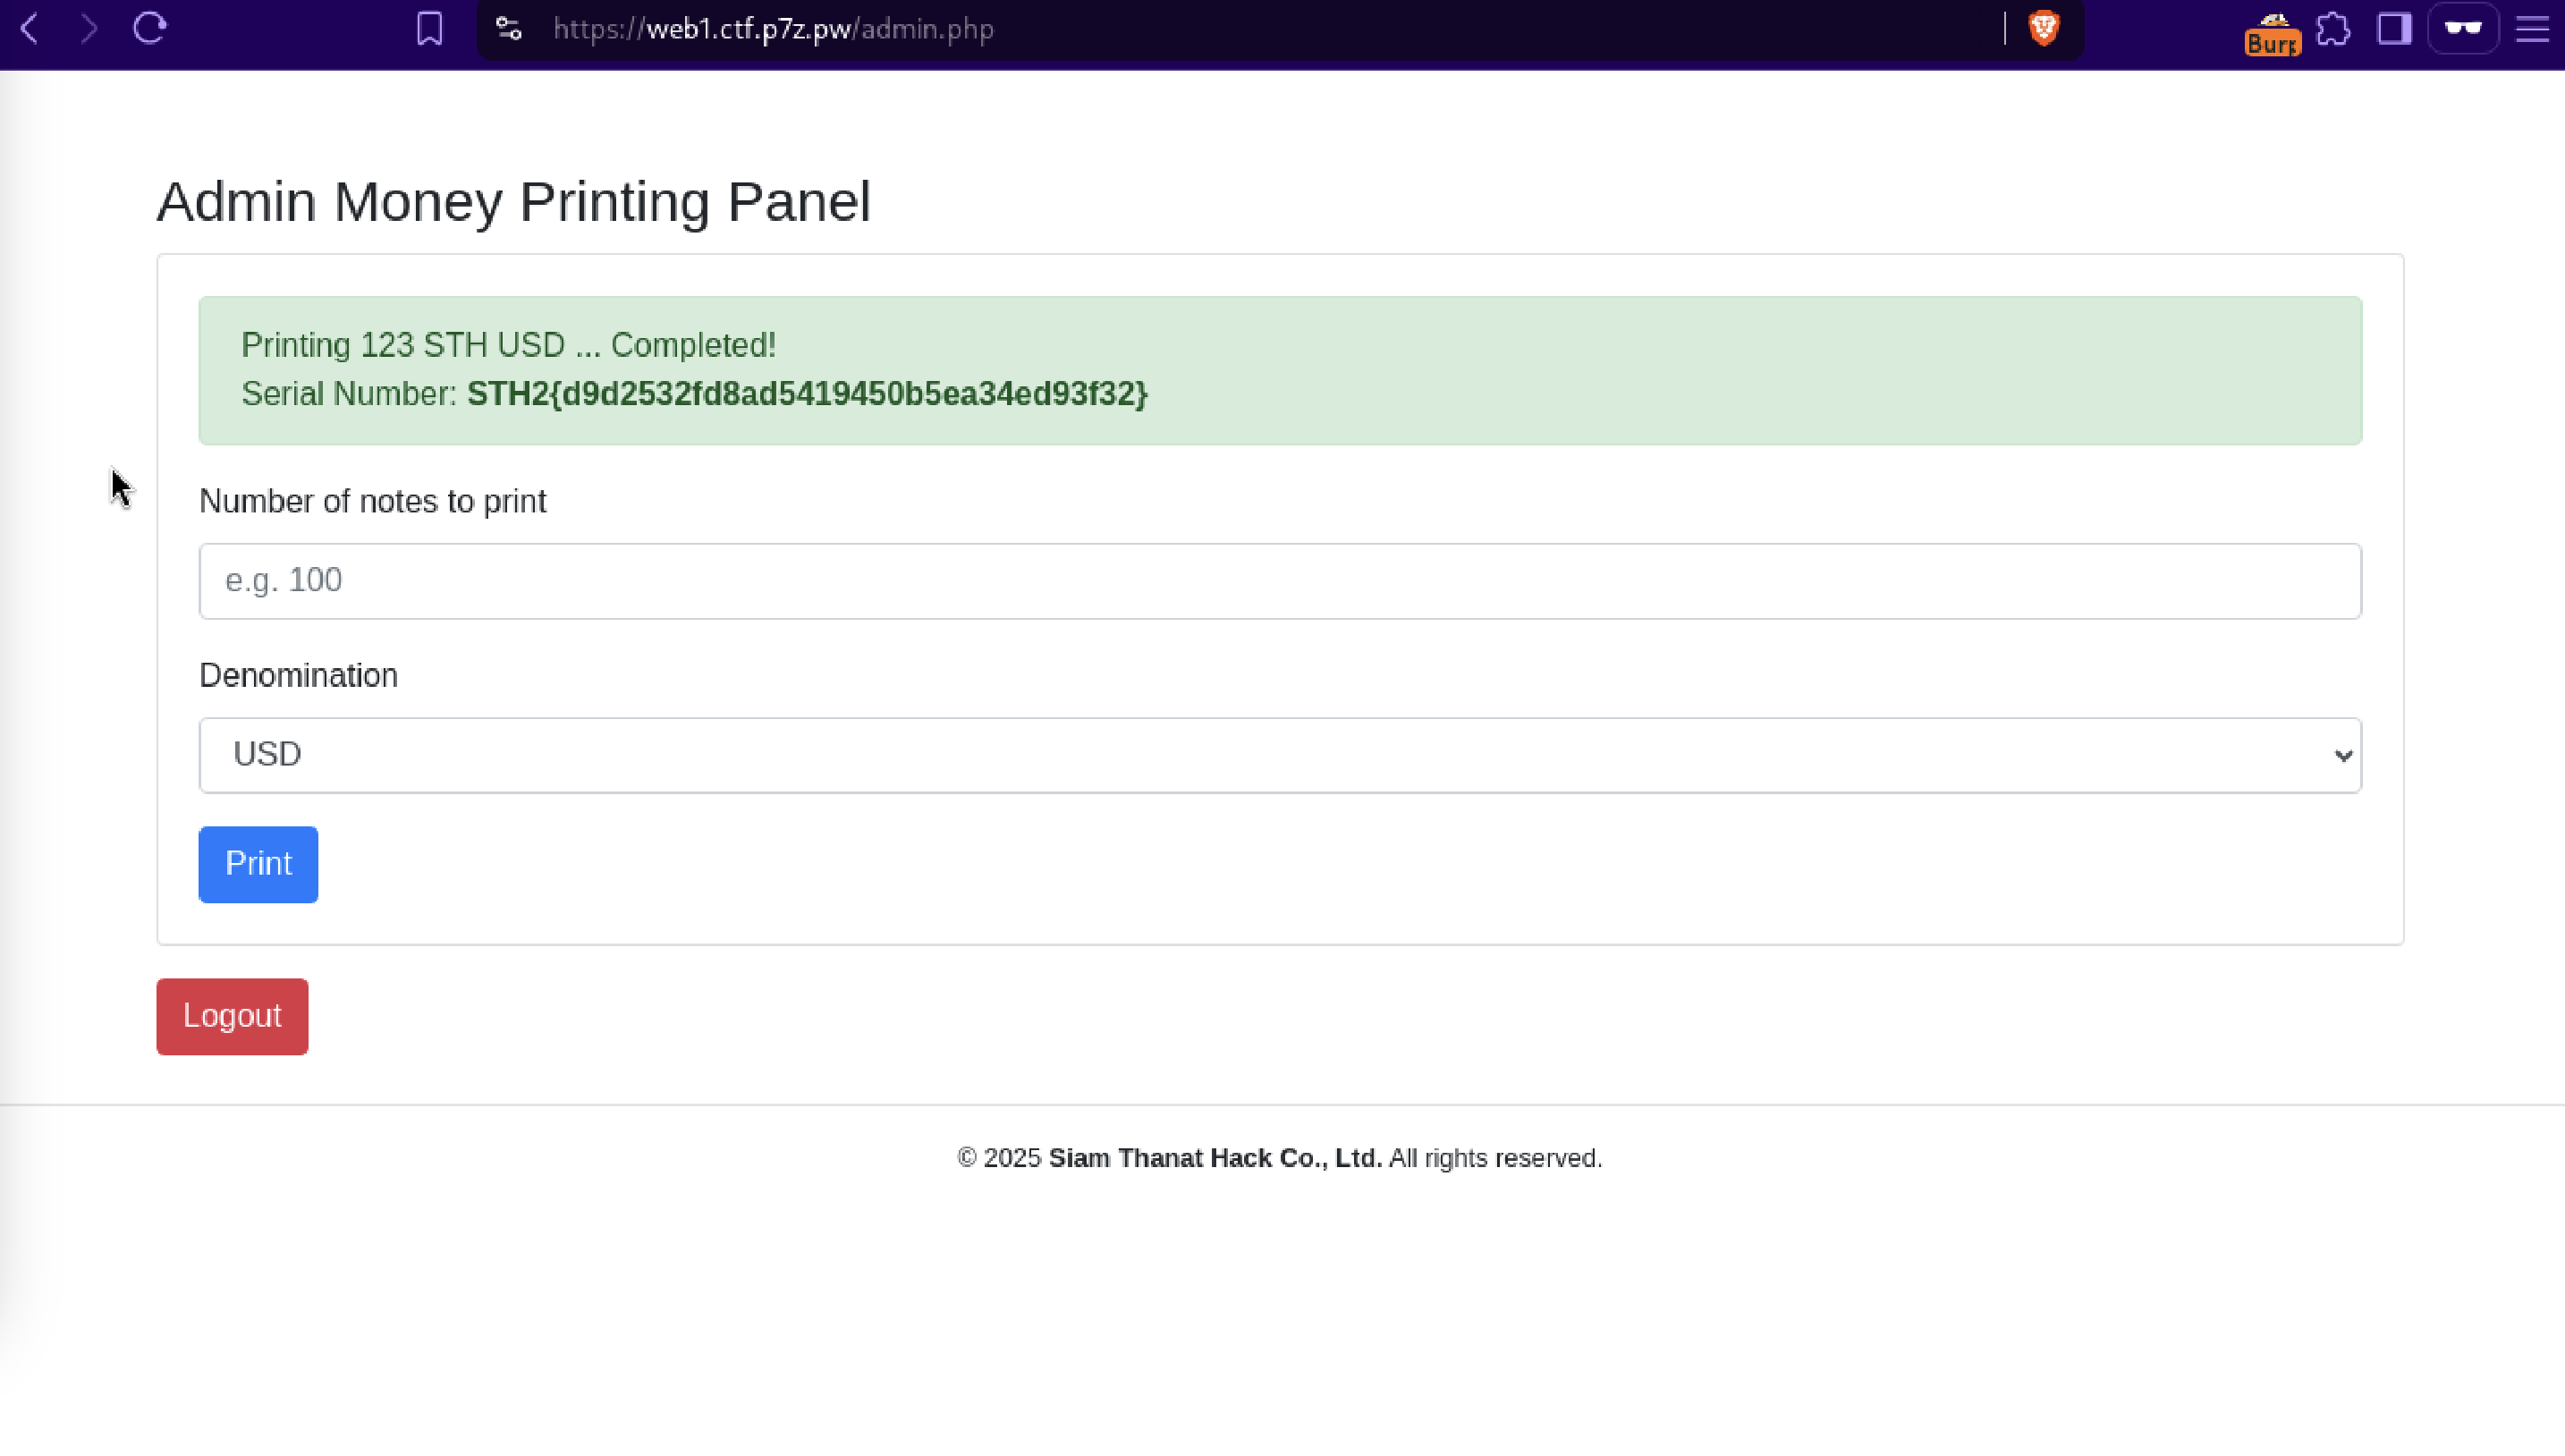 https://web1.ctf.p7z.pw/admin.php
Admin Money Printing Panel
Printing 123 STH USD ... Completed!
Serial Number: STH2{d9d2532fd8ad5419450b5ea34ed93f32}
Number of notes to print
e.g. 100
Denomination
USD
Print
Logout
© 2025 Siam Thanat Hack Co., Ltd. All rights reserved.